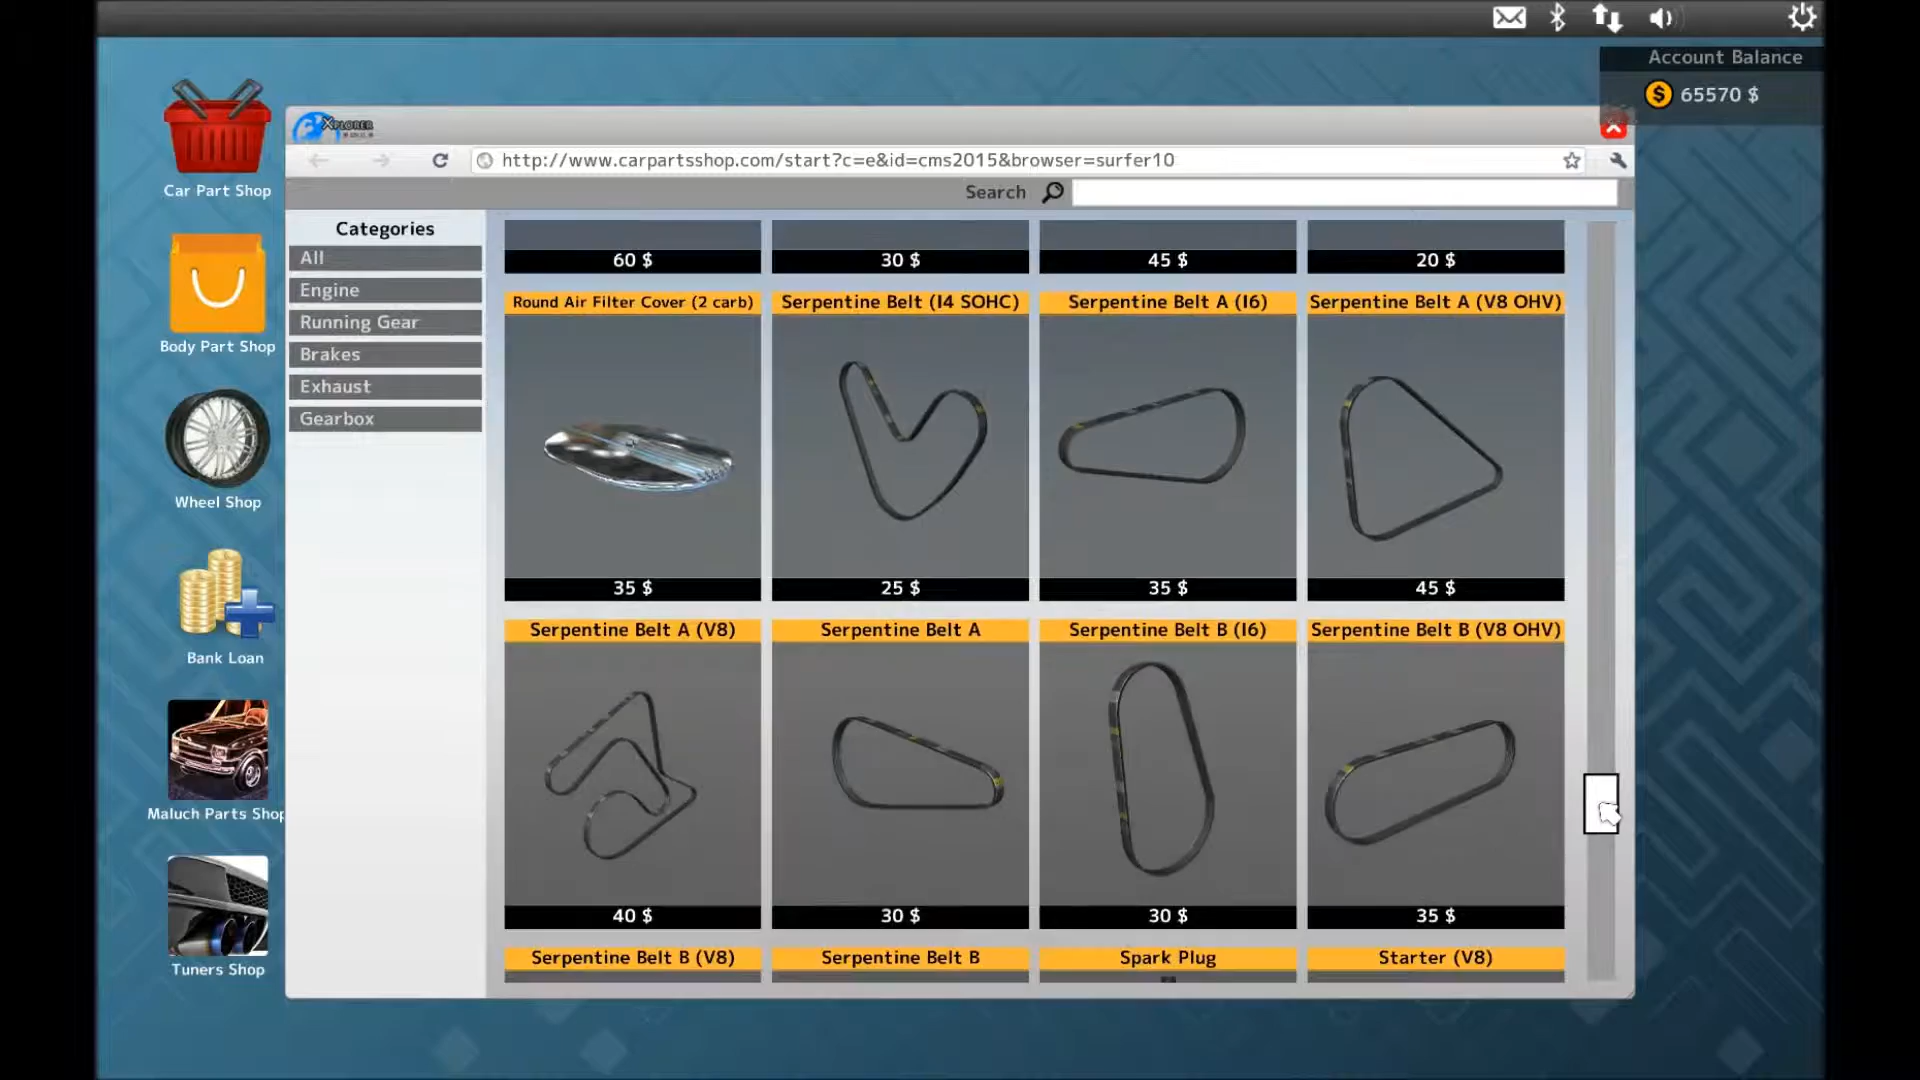 Account Balance
65570 $
XPLORER
http://www.carpartsshop.com/start?c=e&id=cms2015&browser=surfer10
Search
Car Part Shop
Body Part Shop
Wheel Shop
Bank Loan
Maluch Parts Shop
Tuners Shop
Categories
All
Engine
Running Gear
Brakes
Exhaust
Gearbox
60 $
30 $
45 $
20 $
Round Air Filter Cover (2 carb)
Serpentine Belt (I4 SOHC)
Serpentine Belt A (I6)
Serpentine Belt A (V8 OHV)
35 $
25 $
35 $
45 $
Serpentine Belt A (V8)
Serpentine Belt A
Serpentine Belt B (I6)
Serpentine Belt B (V8 OHV)
40 $
30 $
30 $
35 $
Serpentine Belt B (V8)
Serpentine Belt B
Spark Plug
Starter (V8)